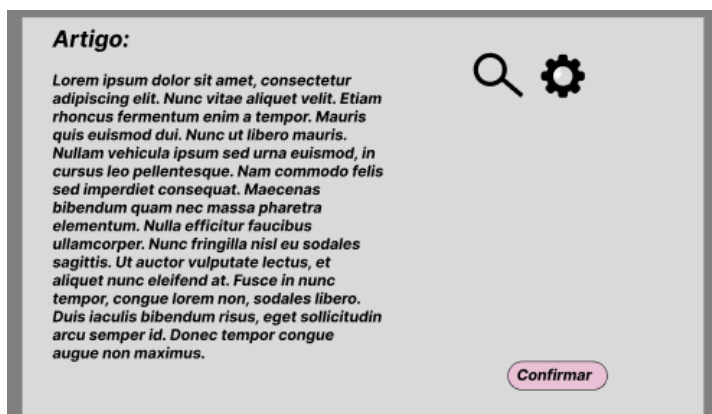 Artigo:
Lorem ipsum dolor sit amet, consectetur
adipiscing elit. Nunc vitae aliquet velit. Etiam
rhoncus fermentum enim a tempor. Mauris
quis euismod dui. Nunc ut libero mauris.
Nullam vehicula ipsum sed urna euismod, in
cursus leo pellentesque. Nam commodo felis
sed imperdiet consequat. Maecenas
bibendum quam nec massa pharetra
elementum. Nulla efficitur faucibus
ullamcorper. Nunc fringilla nisl eu sodales
sagittis. Ut auctor vulputate lectus, et
aliquet nunc eleifend at. Fusce in nunc
tempor, congue lorem non, sodales libero.
Duis iaculis bibendum risus, eget sollicitudin
arcu semper id. Donec tempor congue
augue non maximus.
Confirmar